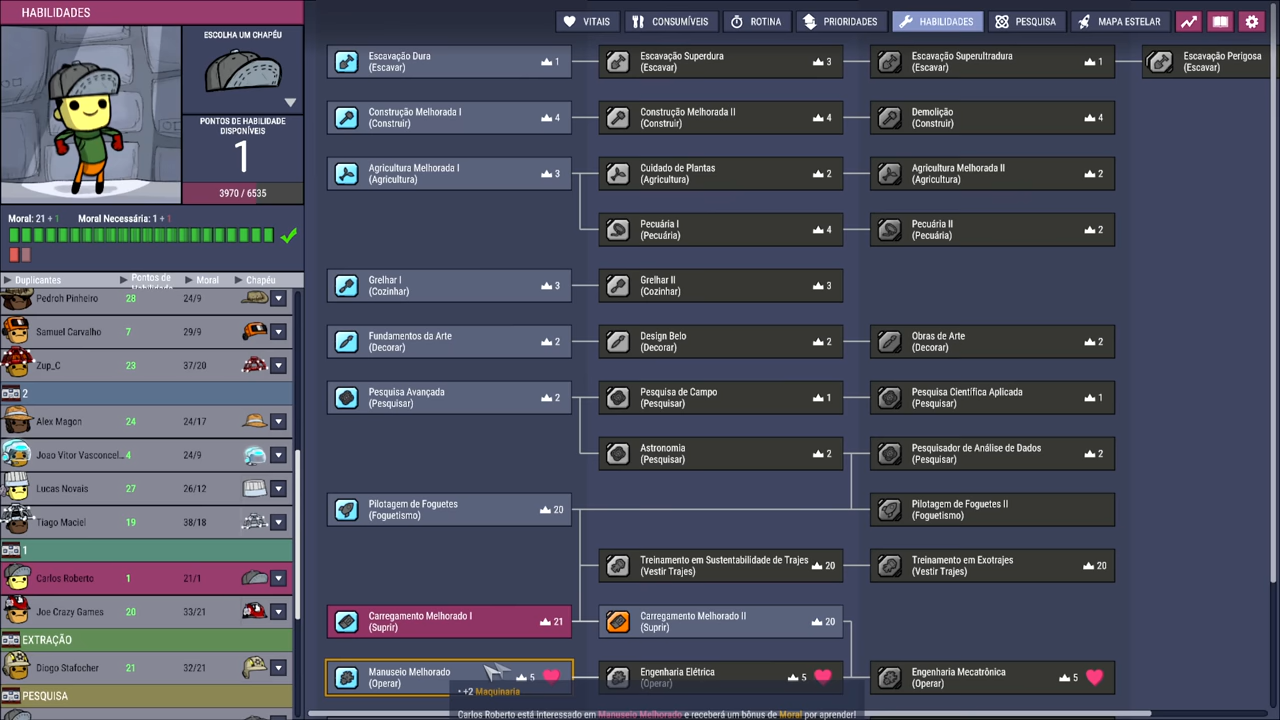 HABILIDADES
VITAIS
CONSUMÍVEIS
ROTINA
PRIORIDADES
HABILIDADES
PESQUISA
MAPA ESTELAR
ESCOLHA UM CHAPÉU
PONTOS DE HABILIDADE DISPONÍVEIS
1
3970 / 6535
Moral: 21 + 1
Moral Necessária: 1 + 1
Duplicantes
Pontos de Habilidade
Moral
Chapéu
Pedroh Pinheiro 28 24/9
Samuel Carvalho 7 29/9
Zup_C 23 37/20
2
Alex Magon 24 24/17
Joao Vitor Vasconcel... 4 24/9
Lucas Novais 27 26/12
Tiago Maciel 19 38/18
1
Carlos Roberto 1 21/1
Joe Crazy Games 20 33/21
EXTRAÇÃO
Diogo Stafocher 21 32/21
PESQUISA
Escavação Dura
(Escavar) 1
Escavação Superdura
(Escavar) 3
Escavação Superultradura
(Escavar) 1
Escavação Perigosa
(Escavar)
Construção Melhorada I
(Construir) 4
Construção Melhorada II
(Construir) 4
Demolição
(Construir) 4
Agricultura Melhorada I
(Agricultura) 3
Cuidado de Plantas
(Agricultura) 2
Agricultura Melhorada II
(Agricultura) 2
Pecuária I
(Pecuária) 4
Pecuária II
(Pecuária) 2
Grelhar I
(Cozinhar) 3
Grelhar II
(Cozinhar) 3
Fundamentos da Arte
(Decorar) 2
Design Belo
(Decorar) 2
Obras de Arte
(Decorar) 2
Pesquisa Avançada
(Pesquisar) 2
Pesquisa de Campo
(Pesquisar) 1
Pesquisa Científica Aplicada
(Pesquisar) 1
Astronomia
(Pesquisar) 2
Pesquisador de Análise de Dados
(Pesquisar) 2
Pilotagem de Foguetes
(Foguetismo) 20
Pilotagem de Foguetes II
(Foguetismo)
Treinamento em Sustentabilidade de Trajes
(Vestir Trajes) 20
Treinamento em Exotrajes
(Vestir Trajes) 20
Carregamento Melhorado I
(Suprir) 21
Carregamento Melhorado II
(Suprir) 20
Manuseio Melhorado
(Operar) 5
Engenharia Elétrica
(Operar) 5
Engenharia Mecatrônica
(Operar) 5
• +2 Maquinaria
Carlos Roberto está interessado em Manuseio Melhorado e receberá um bônus de Moral por aprender!